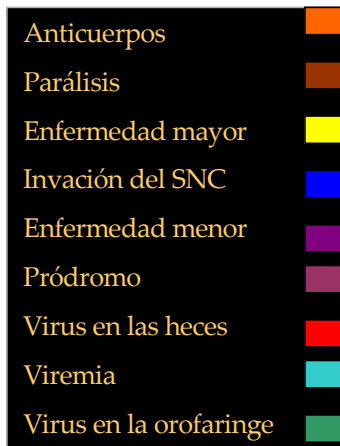 Anticuerpos
Parálisis
Enfermedad mayor
Invación del SNC
Enfermedad menor
Pródromo
Virus en las heces
Viremia
Virus en la orofaringe